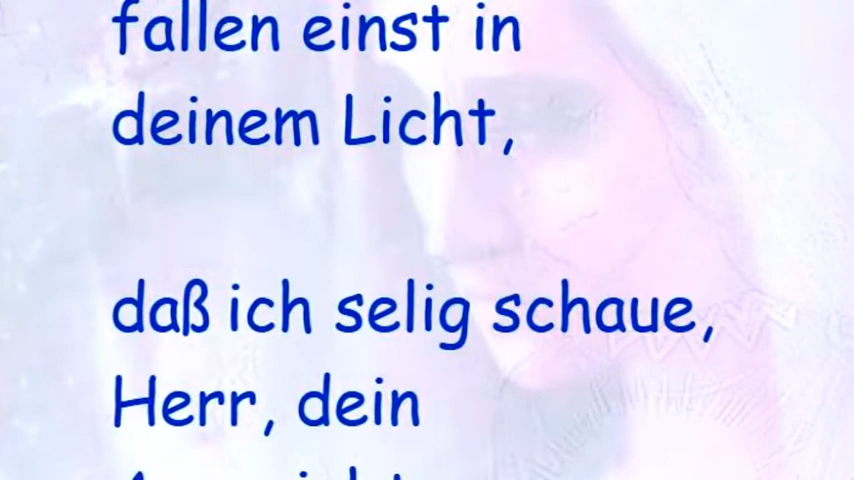 fallen einst in
deinem Licht,
daß ich selig schaue,
Herr, dein